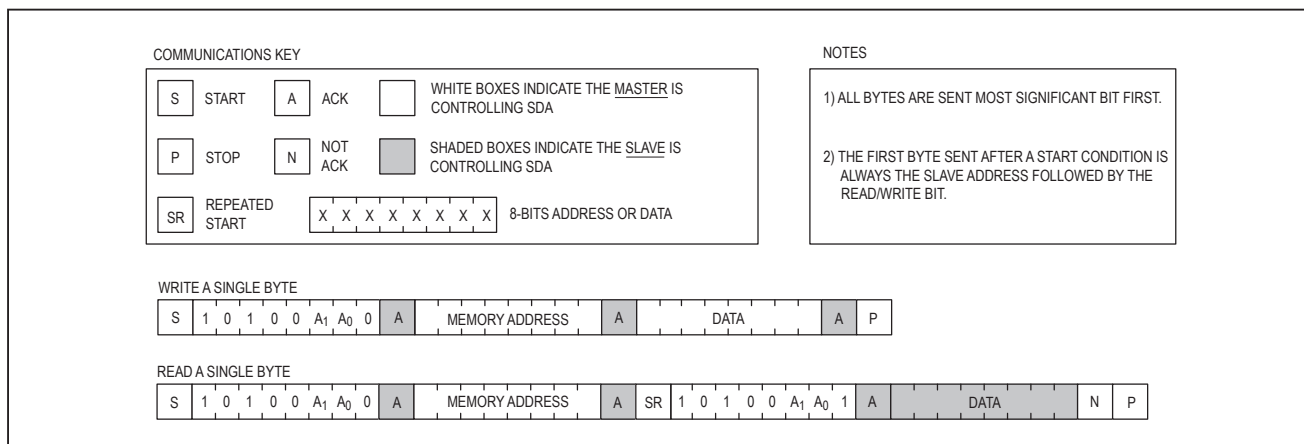 COMMUNICATIONS KEY
S START A ACK WHITE BOXES INDICATE THE MASTER IS
CONTROLLING SDA
P STOP N NOT
ACK SHADED BOXES INDICATE THE SLAVE IS
CONTROLLING SDA
SR REPEATED
START X X X X X X X X 8-BITS ADDRESS OR DATA
NOTES
1) ALL BYTES ARE SENT MOST SIGNIFICANT BIT FIRST.
2) THE FIRST BYTE SENT AFTER A START CONDITION IS
ALWAYS THE SLAVE ADDRESS FOLLOWED BY THE
READ/WRITE BIT.
WRITE A SINGLE BYTE
S 1 0 1 0 0 A1 A0 0 A MEMORY ADDRESS A DATA A P
READ A SINGLE BYTE
S 1 0 1 0 0 A1 A0 0 A MEMORY ADDRESS A SR 1 0 1 0 0 A1 A0 1 A DATA N P